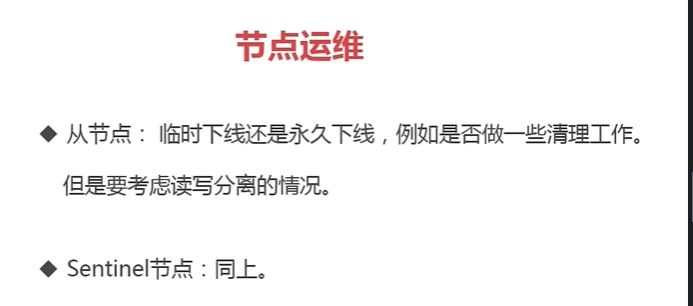 节点运维
◆ 从节点： 临时下线还是永久下线，例如是否做一些清理工作。
但是要考虑读写分离的情况。
◆ Sentinel节点：同上。